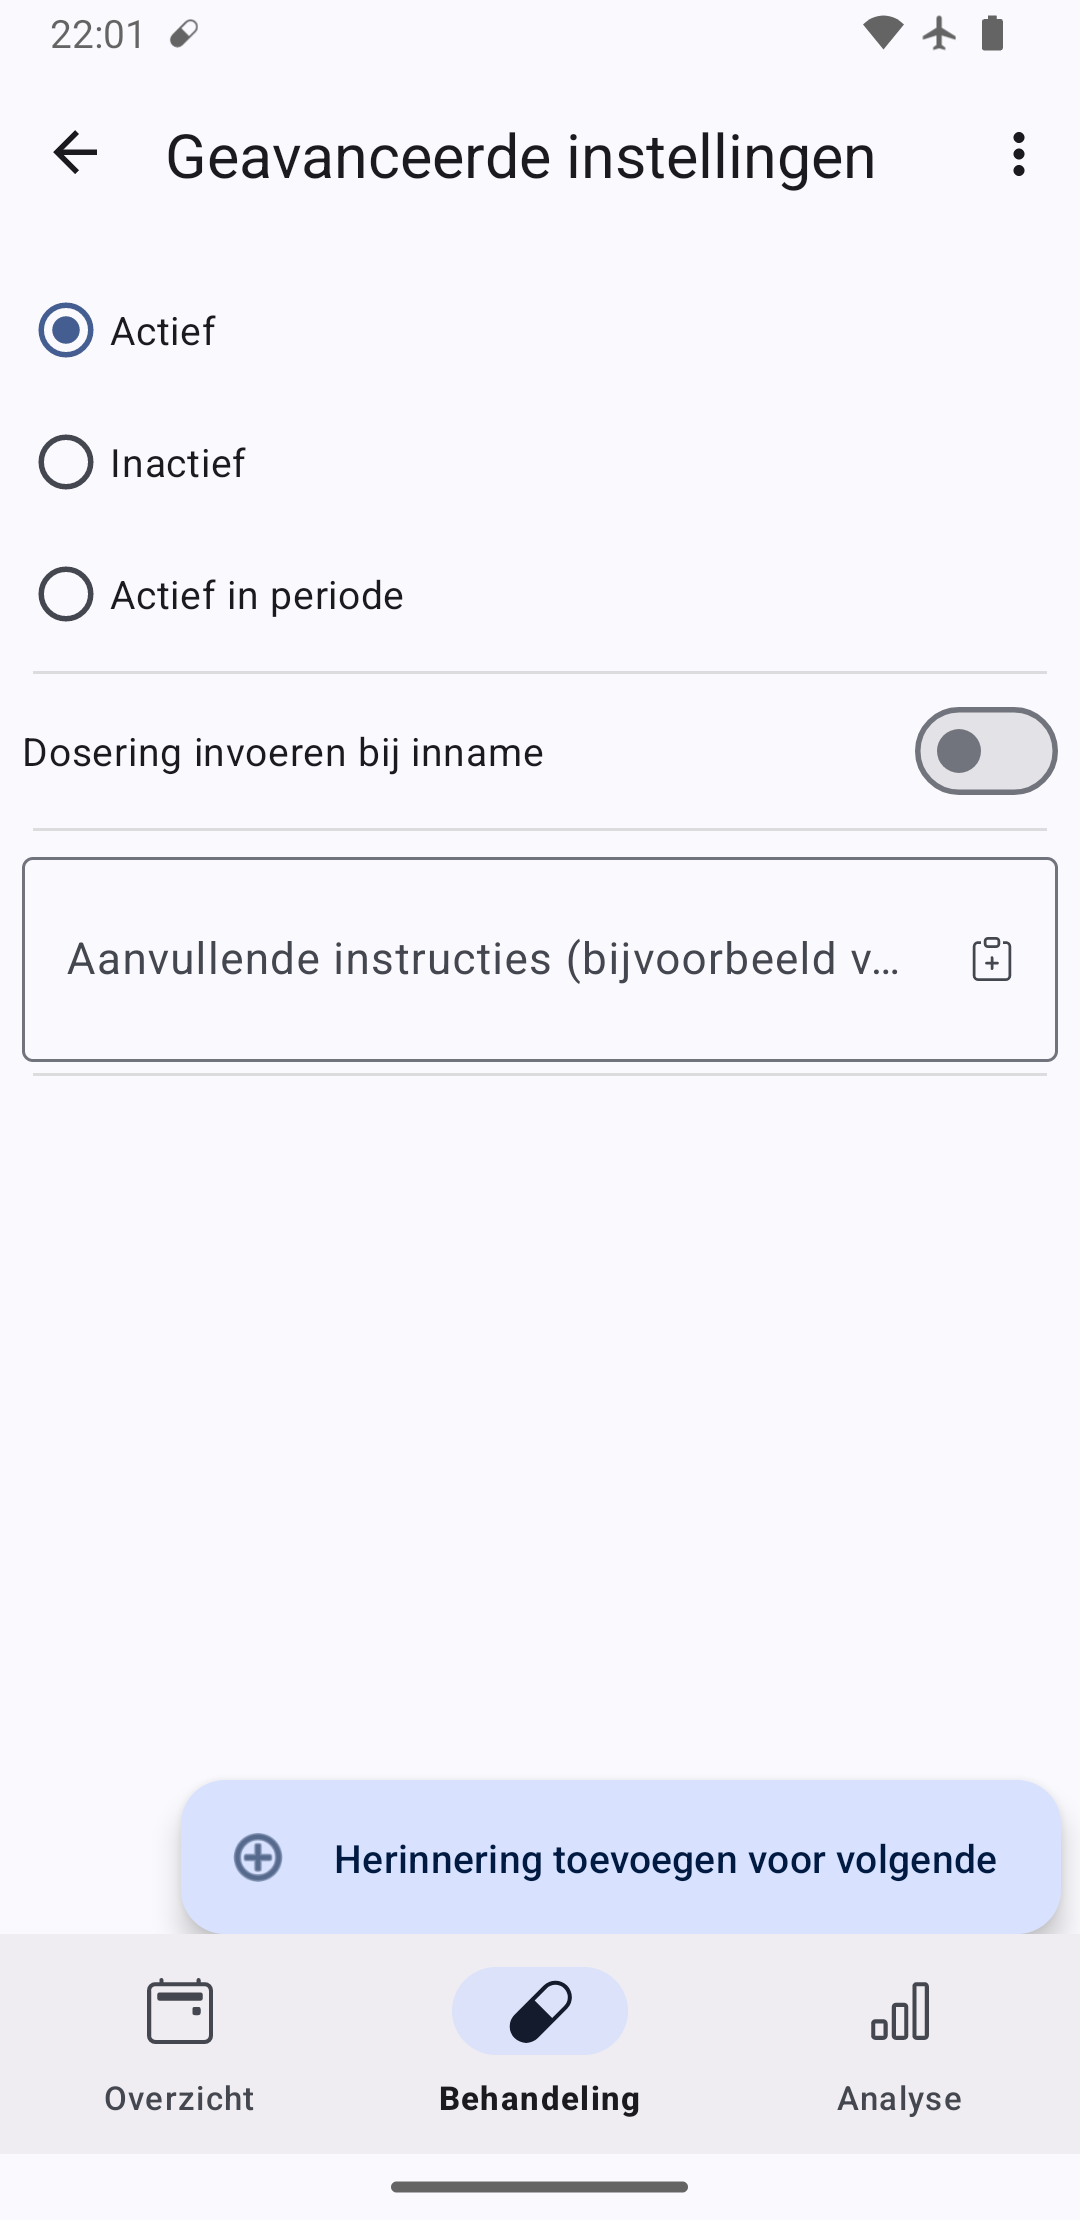 22:01
Geavanceerde instellingen
Actief
Inactief
Actief in periode
Dosering invoeren bij inname
Aanvullende instructies (bijvoorbeeld v...
Herinnering toevoegen voor volgende
Overzicht
Behandeling
Analyse